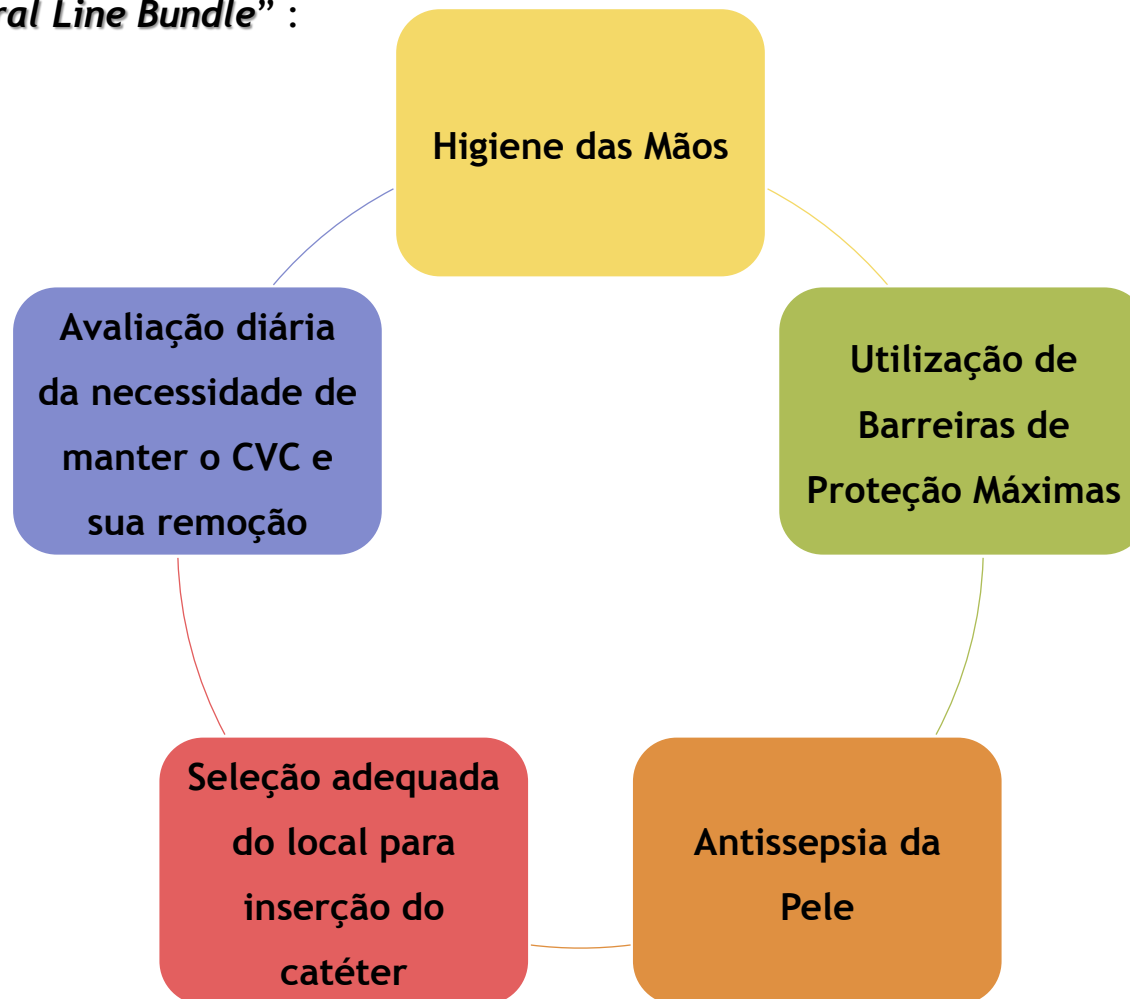 ral Line Bundle” :
Higiene das Mãos
Utilização de
Barreiras de
Proteção Máximas
Antissepsia da
Pele
Seleção adequada
do local para
inserção do
catéter
Avaliação diária
da necessidade de
manter o CVC e
sua remoção